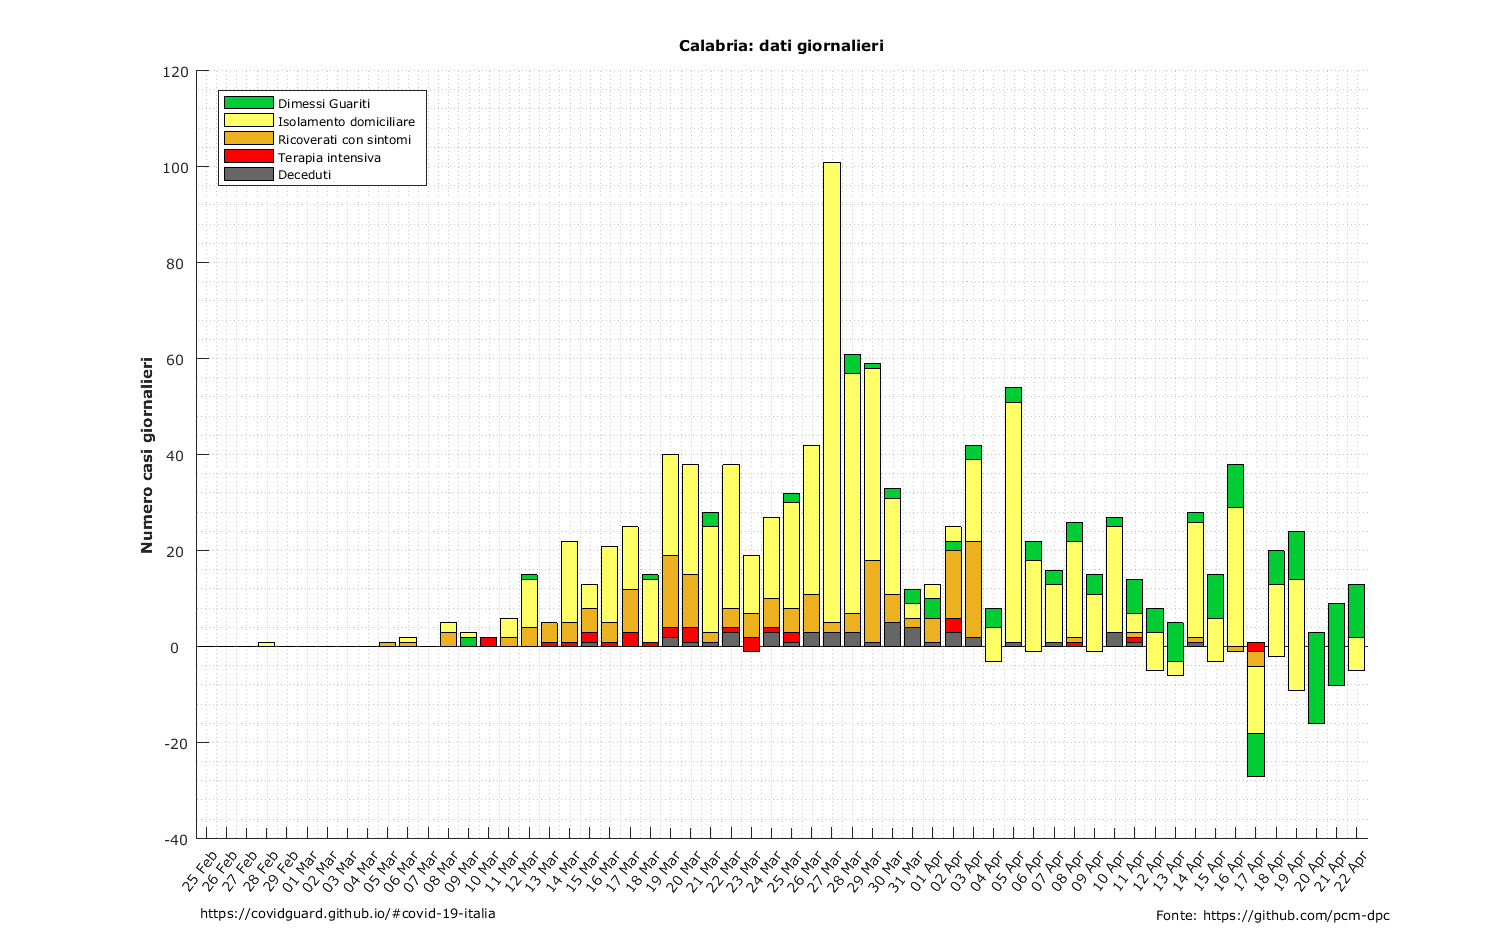 Calabria: dati giornalieri
Numero casi giornalieri
120
100
80
60
40
20
0
-20
-40
Dimessi Guariti
Isolamento domiciliare
Ricoverati con sintomi
Terapia intensiva
Deceduti
25 Feb
26 Feb
27 Feb
28 Feb
29 Feb
01 Mar
02 Mar
03 Mar
04 Mar
05 Mar
06 Mar
07 Mar
08 Mar
09 Mar
10 Mar
11 Mar
12 Mar
13 Mar
14 Mar
15 Mar
16 Mar
17 Mar
18 Mar
19 Mar
20 Mar
21 Mar
22 Mar
23 Mar
24 Mar
25 Mar
26 Mar
27 Mar
28 Mar
29 Mar
30 Mar
31 Mar
01 Apr
02 Apr
03 Apr
04 Apr
05 Apr
06 Apr
07 Apr
08 Apr
09 Apr
10 Apr
11 Apr
12 Apr
13 Apr
14 Apr
15 Apr
16 Apr
17 Apr
18 Apr
19 Apr
20 Apr
21 Apr
22 Apr
https://covidguard.github.io/#covid-19-italia
Fonte: https://github.com/pcm-dpc